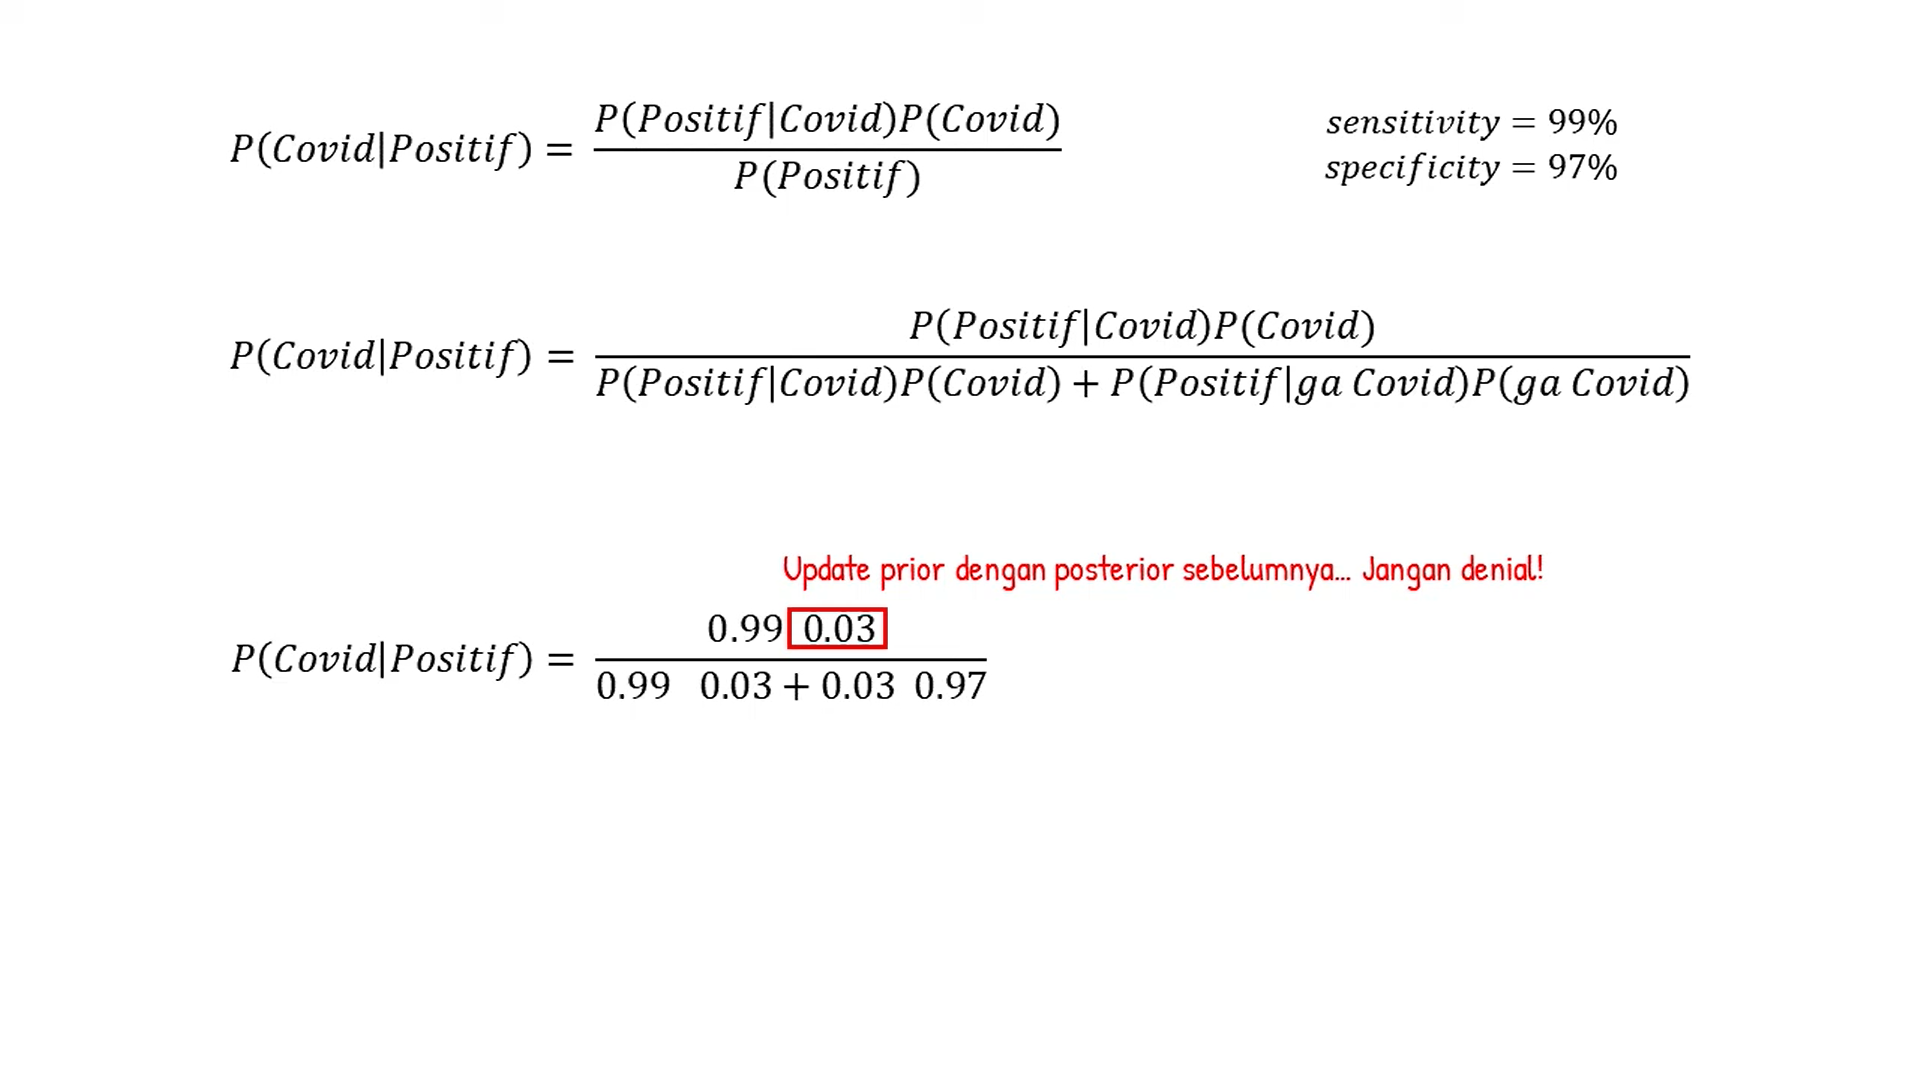 P(Covid|Positif) = P(Positif|Covid)P(Covid) / P(Positif)
sensitivity = 99%
specificity = 97%
P(Covid|Positif) = P(Positif|Covid)P(Covid) / P(Positif|Covid)P(Covid) + P(Positif|ga Covid)P(ga Covid)
Update prior dengan posterior sebelumnya... Jangan denial!
P(Covid|Positif) = 0.99 0.03 / 0.99 0.03 + 0.03 0.97